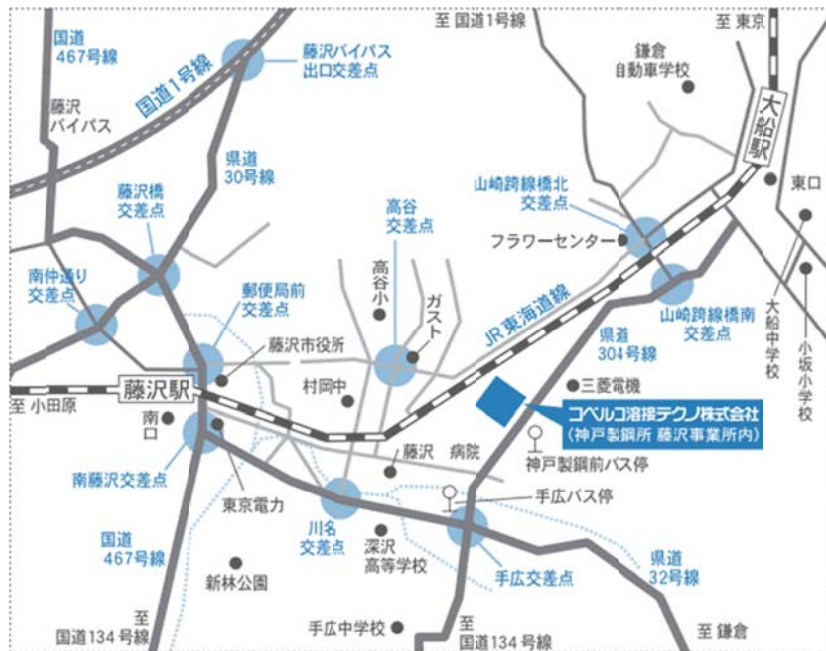 至 国道1号線
至 東京
国道
467号線
藤沢バイパス
出口交差点
鎌倉
自動車学校
国道1号線
藤沢
バイパス
大船駅
県道
30号線
東口
藤沢橋
交差点
山崎跨線橋北
交差点
高谷
交差点
フラワーセンター
南仲通り
交差点
郵便局前
交差点
高谷小
ガスト
JR東海道線
山崎跨線橋南
交差点
大船中学校
小坂小学校
県道
304号線
藤沢市役所
村岡中
三菱電機
藤沢駅
至 小田原
南口
コベルコ溶接テクノ株式会社
(神戸製鋼所 藤沢事業所内)
神戸製鋼前バス停
藤沢 病院
南藤沢交差点
東京電力
手広バス停
川名
交差点
深沢
高等学校
国道
467号線
新林公園
手広交差点
県道
32号線
至
国道134号線
手広中学校
至
国道134号線
至 鎌倉